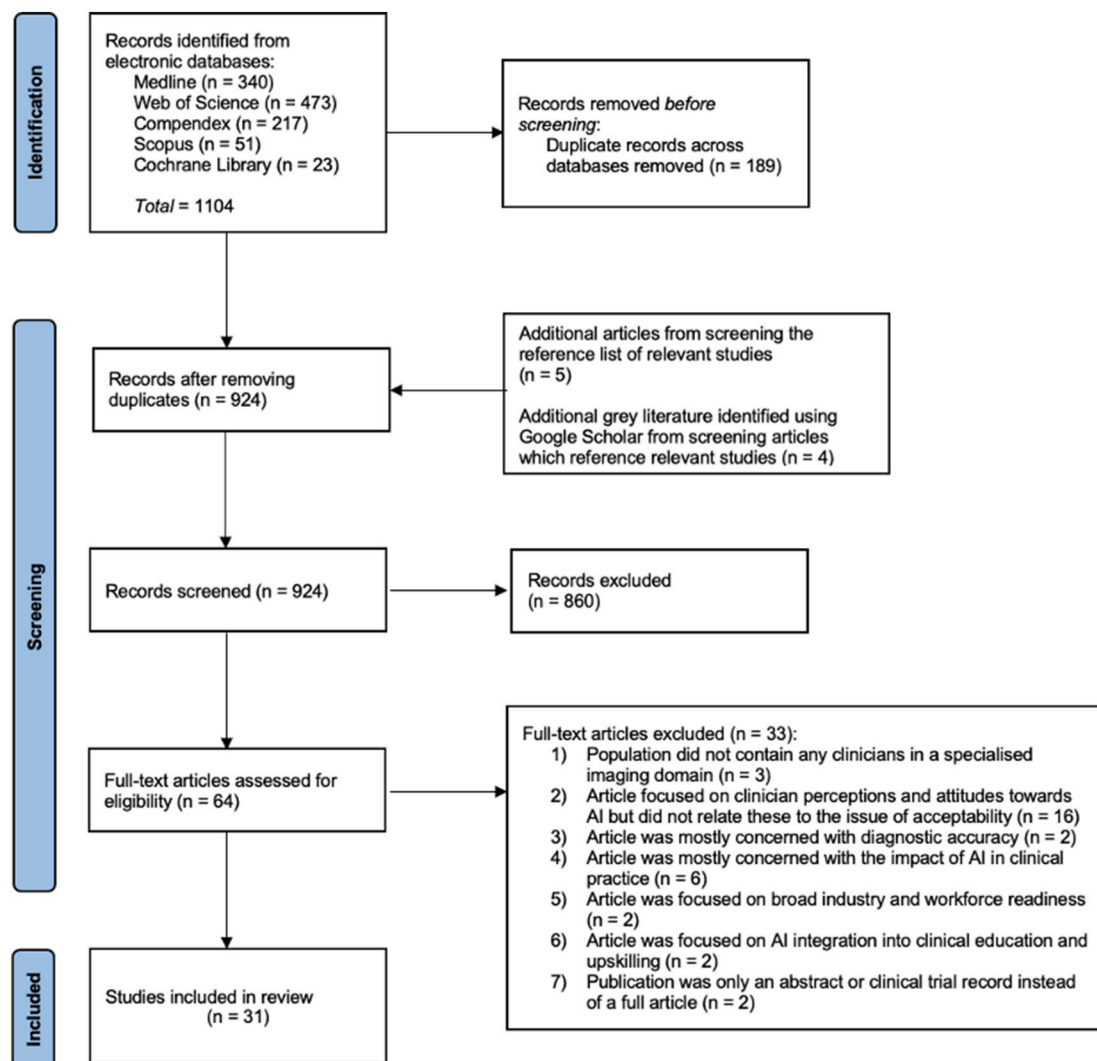 Identification
Records identified from
electronic databases:
Medline (n = 340)
Web of Science (n = 473)
Compendex (n = 217)
Scopus (n = 51)
Cochrane Library (n = 23)
Total = 1104
Records removed before
screening:
Duplicate records across
databases removed (n = 189)
Screening
Records after removing
duplicates (n = 924)
Additional articles from screening the
reference list of relevant studies
(n = 5)
Additional grey literature identified using
Google Scholar from screening articles
which reference relevant studies (n = 4)
Records screened (n = 924)
Records excluded
(n = 860)
Full-text articles assessed for
eligibility (n = 64)
Full-text articles excluded (n = 33):
1) Population did not contain any clinicians in a specialised
imaging domain (n = 3)
2) Article focused on clinician perceptions and attitudes towards
AI but did not relate these to the issue of acceptability (n = 16)
3) Article was mostly concerned with diagnostic accuracy (n = 2)
4) Article was mostly concerned with the impact of AI in clinical
practice (n = 6)
5) Article was focused on broad industry and workforce readiness
(n = 2)
6) Article was focused on AI integration into clinical education and
upskilling (n = 2)
7) Publication was only an abstract or clinical trial record instead
of a full article (n = 2)
Included
Studies included in review
(n = 31)